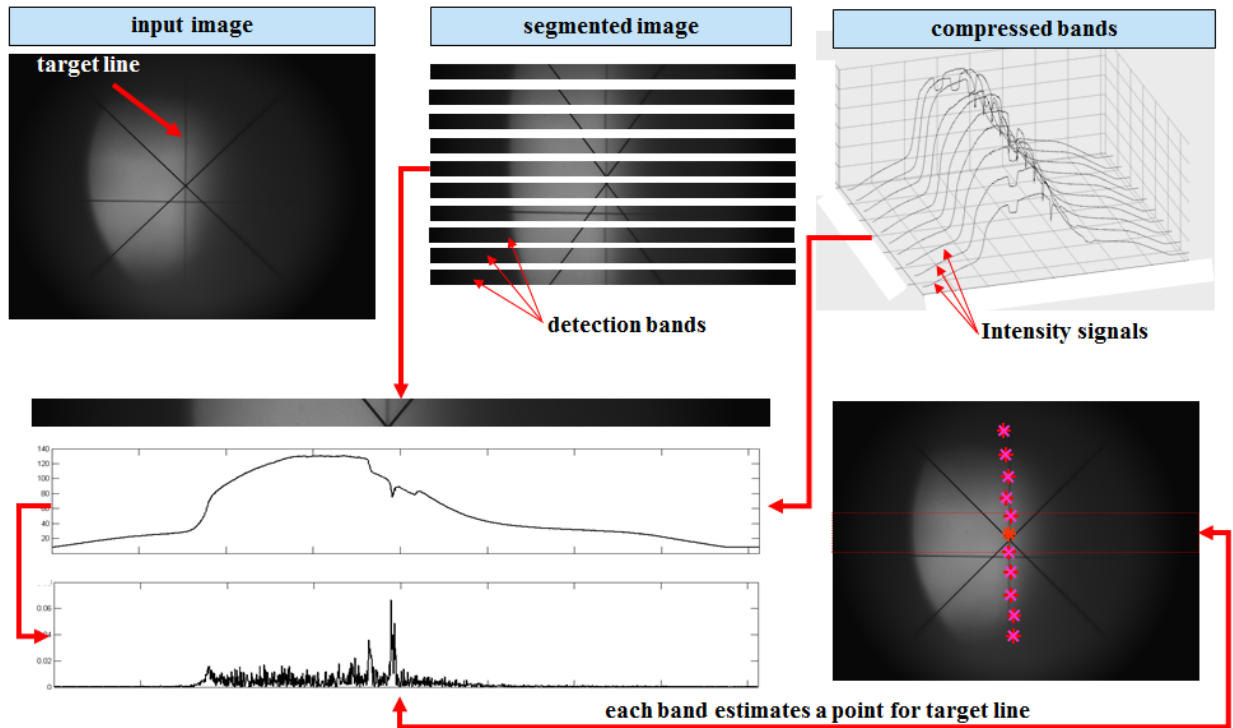 input image
segmented image
compressed bands
target line
detection bands
Intensity signals
140
120
100
80
60
40
20
0.06
0.04
0.02
0
each band estimates a point for target line